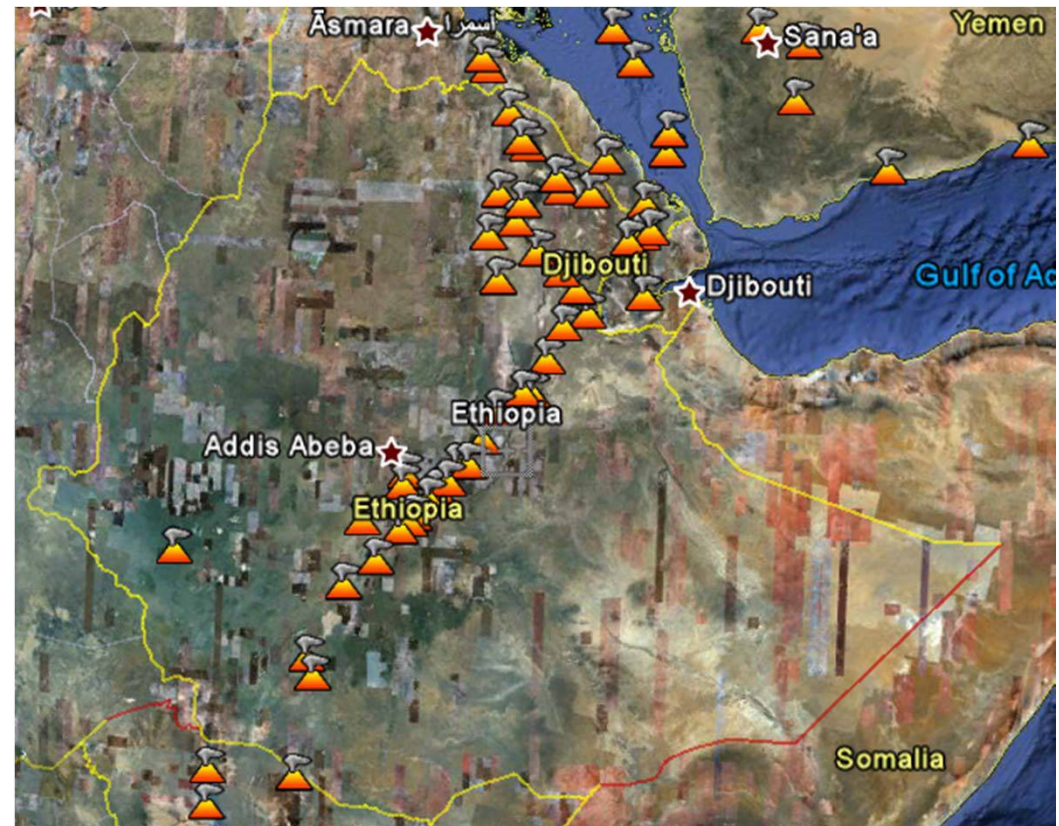 Āsmara أسمرا
Sana'a
Yemen
Djibouti
Djibouti
Gulf of Ad
Ethiopia
Addis Abeba
Ethiopia
Somalia